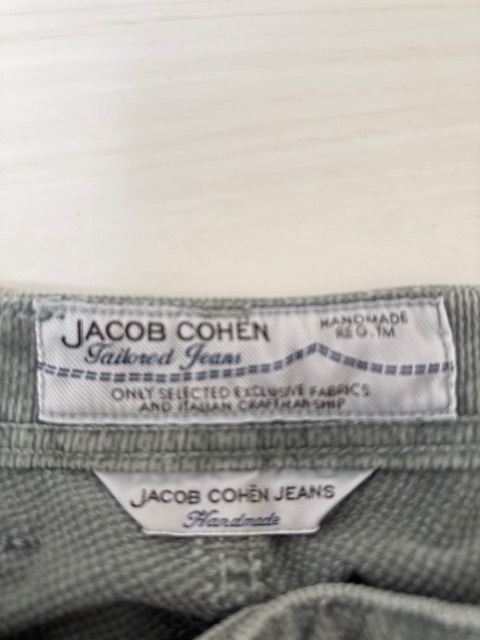 JACOB COHËN
HANDMADE
REG. TM
Tailored Jeans
ONLY SELECTED EXCLUSIVE FABRICS
AND ITALIAN CRAFTMANSHIP
JACOB COHËN JEANS
Handmade